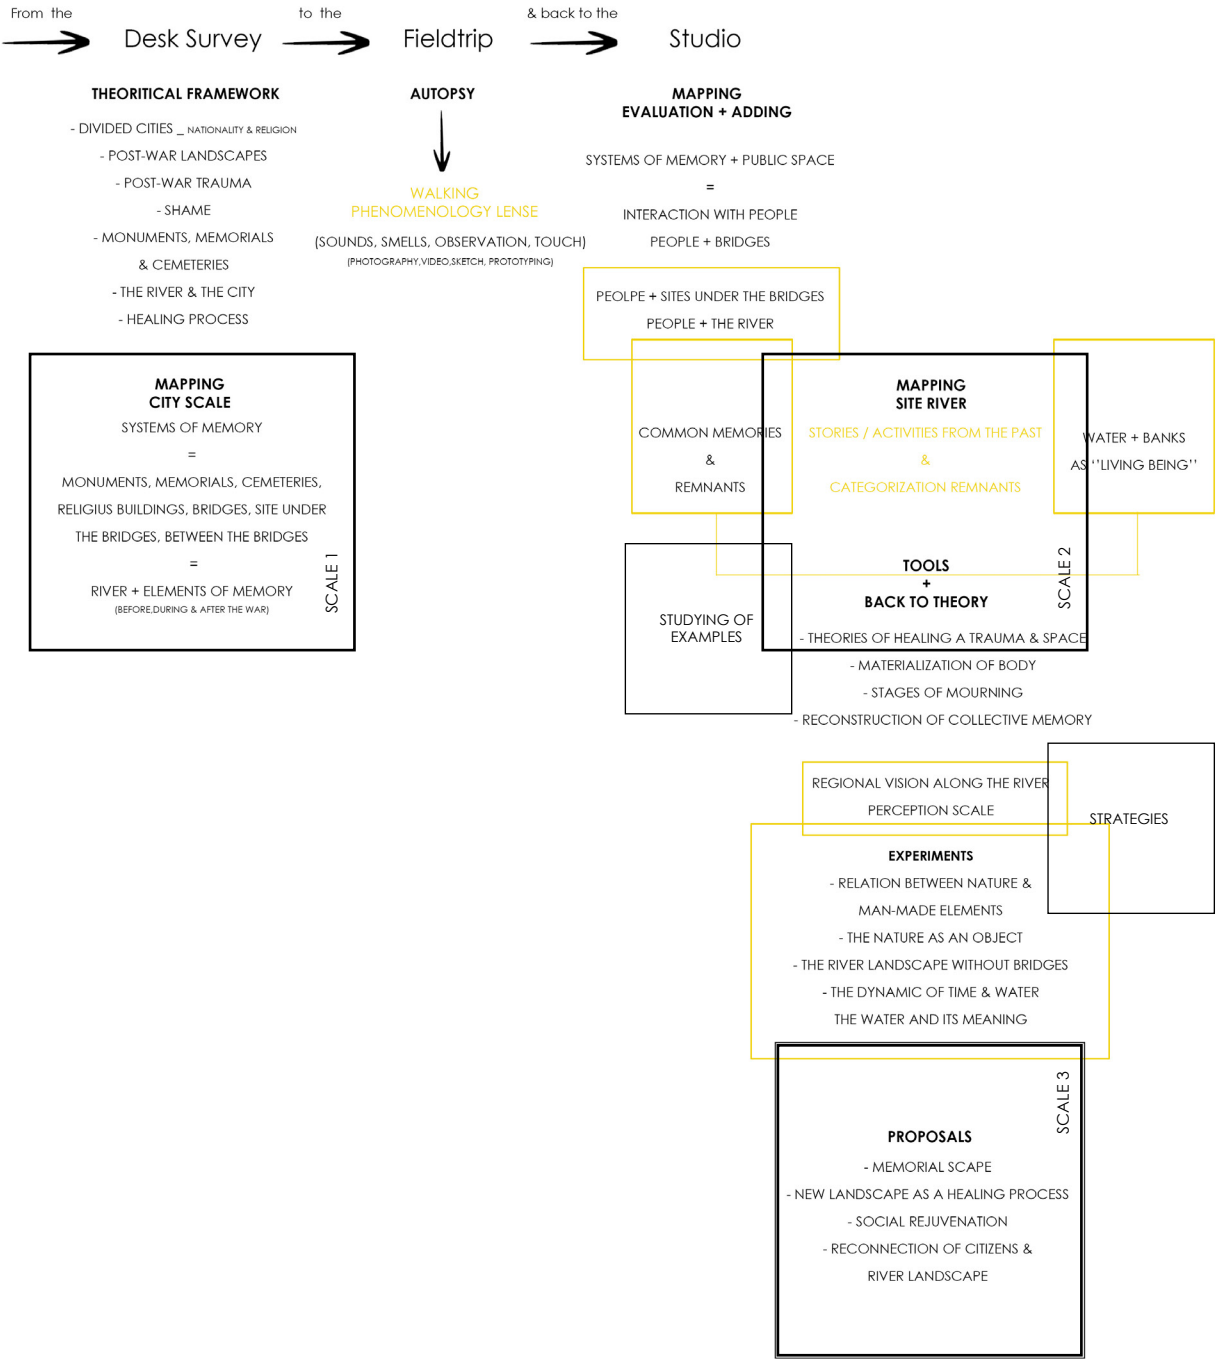 From the
to the
& back to the
Desk Survey
Fieldtrip
Studio
THEORITICAL FRAMEWORK
- DIVIDED CITIES _ NATIONALITY & RELIGION
- POST-WAR LANDSCAPES
- POST-WAR TRAUMA
- SHAME
- MONUMENTS, MEMORIALS
& CEMETERIES
- THE RIVER & THE CITY
- HEALING PROCESS
MAPPING
CITY SCALE
SYSTEMS OF MEMORY
=
MONUMENTS, MEMORIALS, CEMETERIES,
RELIGIUS BUILDINGS, BRIDGES, SITE UNDER
THE BRIDGES, BETWEEN THE BRIDGES
=
RIVER + ELEMENTS OF MEMORY
(BEFORE,DURING & AFTER THE WAR)
SCALE 1
AUTOPSY
WALKING
PHENOMENOLOGY LENSE
(SOUNDS, SMELLS, OBSERVATION, TOUCH)
(PHOTOGRAPHY,VIDEO,SKETCH, PROTOTYPING)
MAPPING
EVALUATION + ADDING
SYSTEMS OF MEMORY + PUBLIC SPACE
=
INTERACTION WITH PEOPLE
PEOPLE + BRIDGES
PEOLPE + SITES UNDER THE BRIDGES
PEOPLE + THE RIVER
COMMON MEMORIES
&
REMNANTS
MAPPING
SITE RIVER
STORIES / ACTIVITIES FROM THE PAST
&
CATEGORIZATION REMNANTS
WATER + BANKS
AS ‘‘LIVING BEING’’
SCALE 2
STUDYING OF
EXAMPLES
TOOLS
+
BACK TO THEORY
- THEORIES OF HEALING A TRAUMA & SPACE
- MATERIALIZATION OF BODY
- STAGES OF MOURNING
- RECONSTRUCTION OF COLLECTIVE MEMORY
REGIONAL VISION ALONG THE RIVER
PERCEPTION SCALE
STRATEGIES
EXPERIMENTS
- RELATION BETWEEN NATURE &
MAN-MADE ELEMENTS
- THE NATURE AS AN OBJECT
- THE RIVER LANDSCAPE WITHOUT BRIDGES
- THE DYNAMIC OF TIME & WATER
THE WATER AND ITS MEANING
SCALE 3
PROPOSALS
- MEMORIAL SCAPE
- NEW LANDSCAPE AS A HEALING PROCESS
- SOCIAL REJUVENATION
- RECONNECTION OF CITIZENS &
RIVER LANDSCAPE